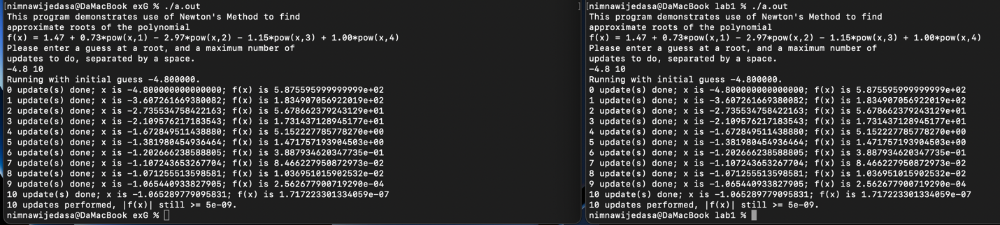 [nimnawijedasa@DaMacBook exG % ./a.out ]
This program demonstrates use of Newton's Method to find
approximate roots of the polynomial
f(x) = 1.47 + 0.73*pow(x,1) - 2.97*pow(x,2) - 1.15*pow(x,3) + 1.00*pow(x,4)
Please enter a guess at a root, and a maximum number of
updates to do, separated by a space.
-4.8 10
Running with initial guess -4.800000.
0 update(s) done; x is -4.800000000000000; f(x) is 5.875595999999999e+02
1 update(s) done; x is -3.607261669380082; f(x) is 1.834907056922019e+02
2 update(s) done; x is -2.735534758422163; f(x) is 5.678662379243129e+01
3 update(s) done; x is -2.109576217183543; f(x) is 1.731437128945177e+01
4 update(s) done; x is -1.672849511438880; f(x) is 5.152227785778270e+00
5 update(s) done; x is -1.381980454936464; f(x) is 1.471757193904503e+00
6 update(s) done; x is -1.202666238588805; f(x) is 3.887934620347735e-01
7 update(s) done; x is -1.107243653267704; f(x) is 8.466227950872973e-02
8 update(s) done; x is -1.071255513598581; f(x) is 1.036951015902532e-02
9 update(s) done; x is -1.065440933827905; f(x) is 2.562677900719290e-04
10 update(s) done; x is -1.065289779095831; f(x) is 1.717223301334059e-07
10 updates performed, |f(x)| still >= 5e-09.
nimnawijedasa@DaMacBook exG %
[nimnawijedasa@DaMacBook lab1 % ./a.out
This program demonstrates use of Newton's Method to find
approximate roots of the polynomial
f(x) = 1.47 + 0.73*pow(x,1) - 2.97*pow(x,2) - 1.15*pow(x,3) + 1.00*pow(x,4)
Please enter a guess at a root, and a maximum number of
updates to do, separated by a space.
-4.8 10
Running with initial guess -4.800000.
0 update(s) done; x is -4.800000000000000; f(x) is 5.875595999999999e+02
1 update(s) done; x is -3.607261669380082; f(x) is 1.834907056922019e+02
2 update(s) done; x is -2.735534758422163; f(x) is 5.678662379243129e+01
3 update(s) done; x is -2.109576217183543; f(x) is 1.731437128945177e+01
4 update(s) done; x is -1.672849511438880; f(x) is 5.152227785778270e+00
5 update(s) done; x is -1.381980454936464; f(x) is 1.471757193904503e+00
6 update(s) done; x is -1.202666238588805; f(x) is 3.887934620347735e-01
7 update(s) done; x is -1.107243653267704; f(x) is 8.466227950872973e-02
8 update(s) done; x is -1.071255513598581; f(x) is 1.036951015902532e-02
9 update(s) done; x is -1.065440933827905; f(x) is 2.562677900719290e-04
10 update(s) done; x is -1.065289779095831; f(x) is 1.717223301334059e-07
10 updates performed, |f(x)| still >= 5e-09.
nimnawijedasa@DaMacBook lab1 %